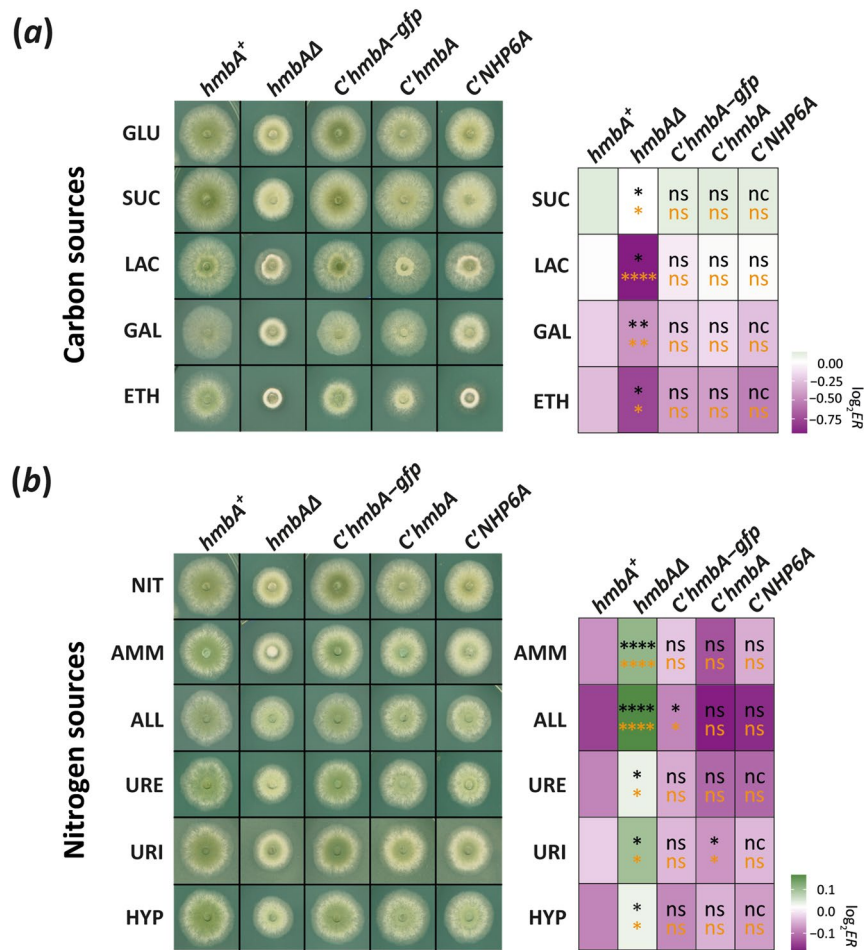 (a)
hmbA⁺ hmbAΔ C'hmbA–gfp C'hmbA C'NHP6A
hmbA⁺ hmbAΔ C'hmbA–gfp C'hmbA C'NHP6A
Carbon sources
GLU
SUC
LAC
GAL
ETH
SUC * ns ns nc
* ns ns ns
LAC * ns ns ns
**** ns ns ns
GAL ** ns ns nc
** ns ns ns
ETH * ns ns nc
* ns ns ns
0.00
−0.25
−0.50
−0.75
log₂ER
(b)
hmbA⁺ hmbAΔ C'hmbA–gfp C'hmbA C'NHP6A
hmbA⁺ hmbAΔ C'hmbA–gfp C'hmbA C'NHP6A
Nitrogen sources
NIT
AMM
ALL
URE
URI
HYP
AMM **** ns ns ns
**** ns ns ns
ALL **** * ns ns
**** * ns ns
URE * ns ns nc
* ns ns ns
URI * ns * nc
* ns * ns
HYP * ns ns nc
* ns ns ns
0.1
0.0
−0.1
log₂ER